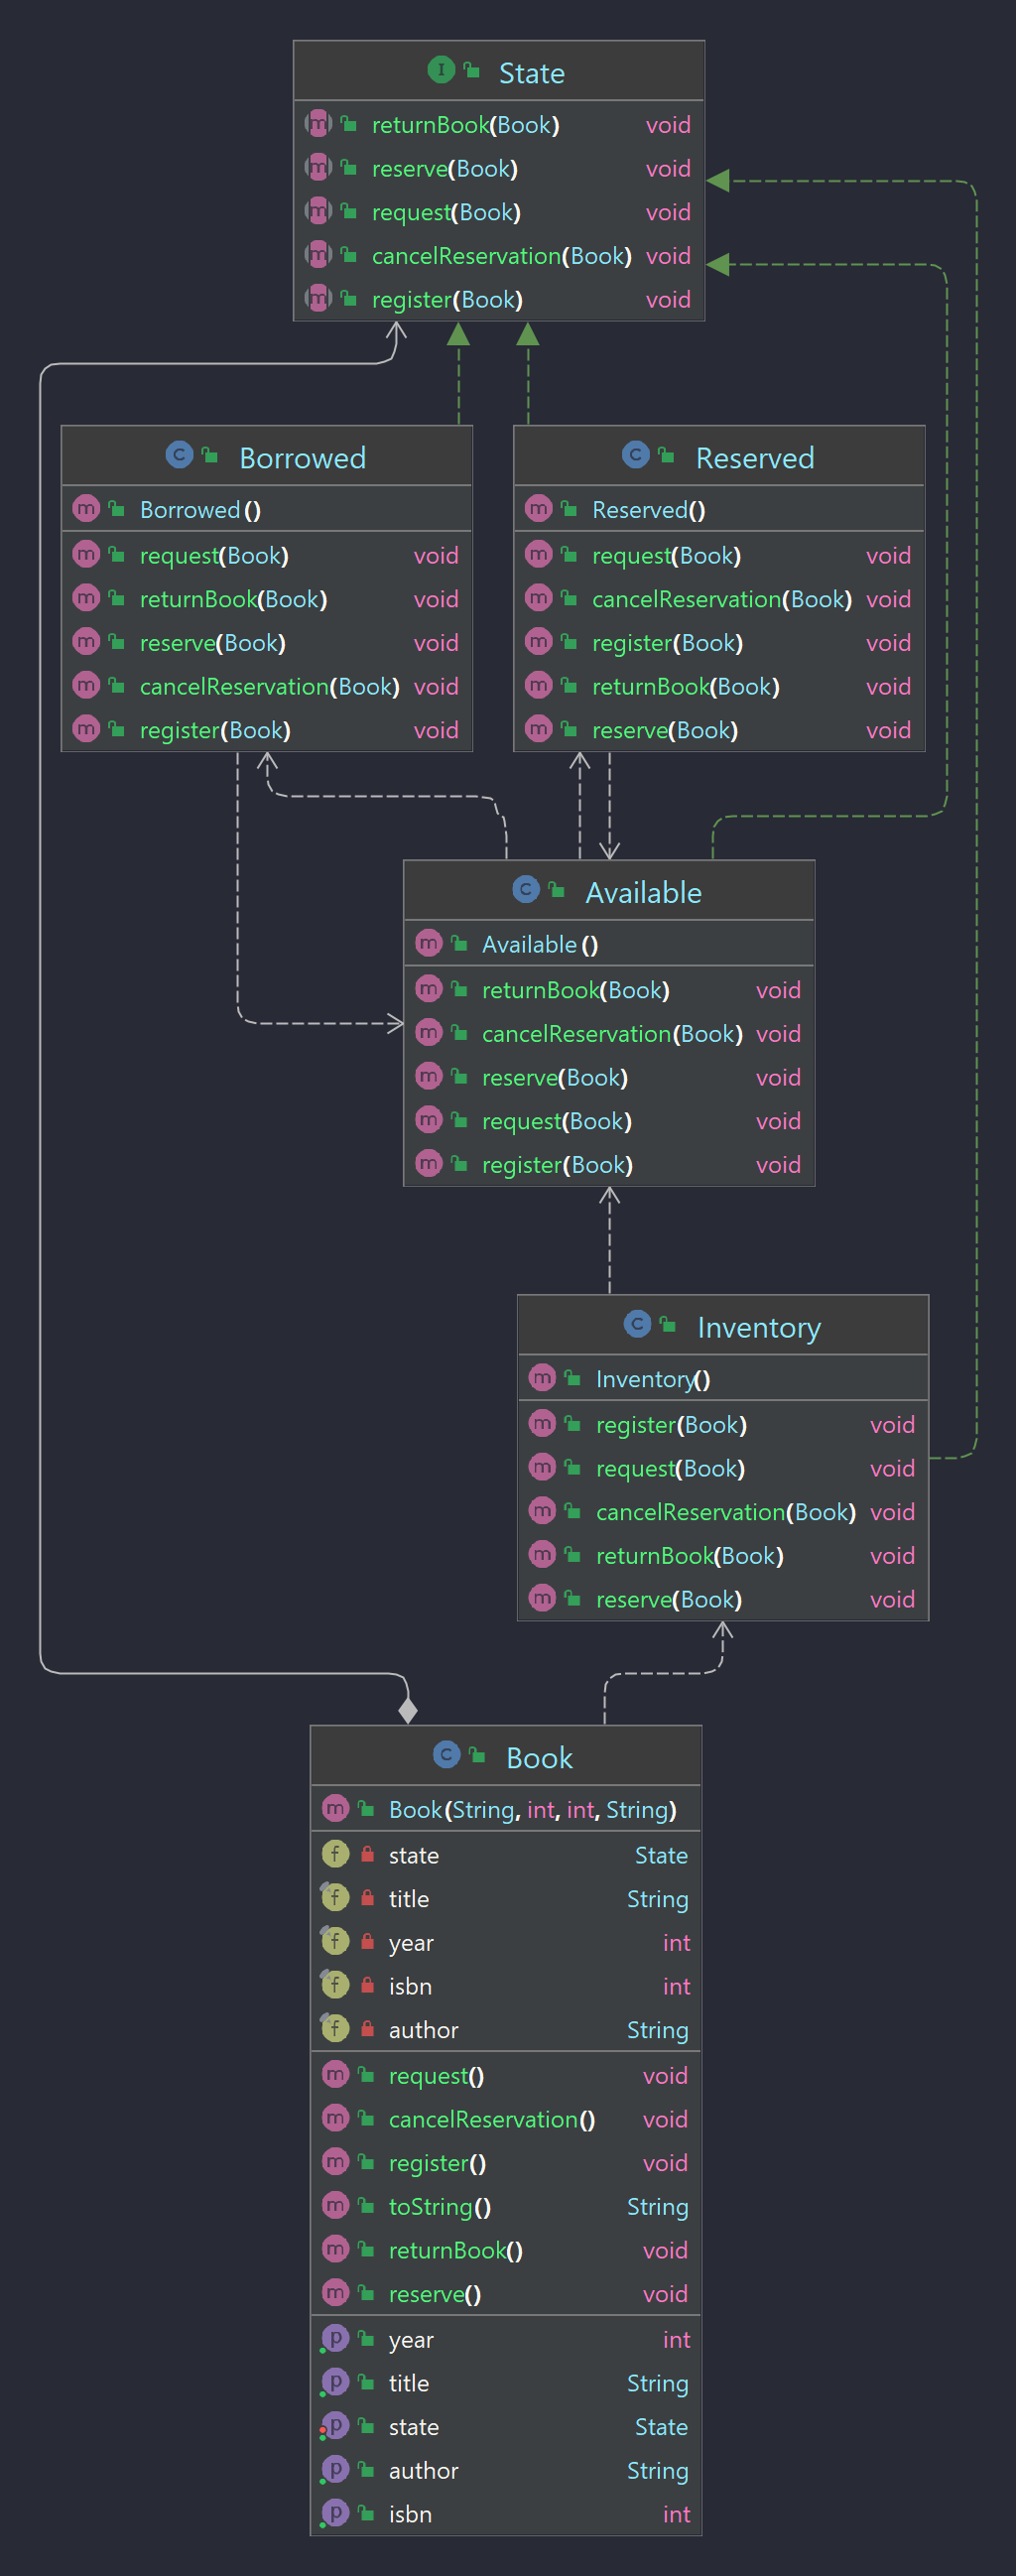 State
returnBook(Book) void
reserve(Book) void
request(Book) void
cancelReservation(Book) void
register(Book) void
Borrowed
Borrowed()
request(Book) void
returnBook(Book) void
reserve(Book) void
cancelReservation(Book) void
register(Book) void
Reserved
Reserved()
request(Book) void
cancelReservation(Book) void
register(Book) void
returnBook(Book) void
reserve(Book) void
Available
Available()
returnBook(Book) void
cancelReservation(Book) void
reserve(Book) void
request(Book) void
register(Book) void
Inventory
Inventory()
register(Book) void
request(Book) void
cancelReservation(Book) void
returnBook(Book) void
reserve(Book) void
Book
Book(String, int, int, String)
state State
title String
year int
isbn int
author String
request() void
cancelReservation() void
register() void
toString() String
returnBook() void
reserve() void
year int
title String
state State
author String
isbn int